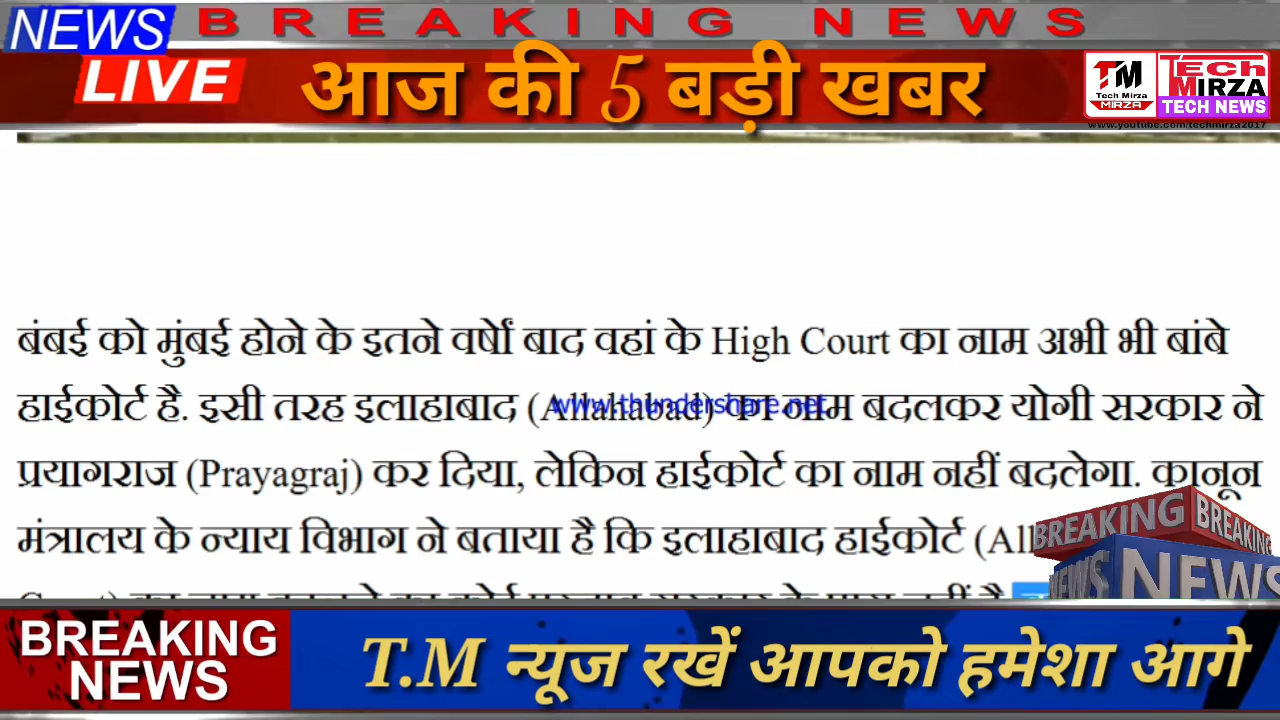 NEWS
BREAKING NEWS
LIVE
आज की 5 बड़ी खबर
TM
Tech Mirza
MIRZA
Tech
MIRZA
TECH NEWS
www.youtube.com/techmirza2017
बंबई को मुंबई होने के इतने वर्षों बाद वहां के High Court का नाम अभी भी बांबे
हाईकोर्ट है. इसी तरह इलाहाबाद (Allahabad) का नाम बदलकर योगी सरकार ने
www.thundershare.net
प्रयागराज (Prayagraj) कर दिया, लेकिन हाईकोर्ट का नाम नहीं बदलेगा. कानून
मंत्रालय के न्याय विभाग ने बताया है कि इलाहाबाद हाईकोर्ट (All
BREAKING BREAKING
NEWS NEWS
BREAKING
NEWS
T.M न्यूज रखें आपको हमेशा आगे